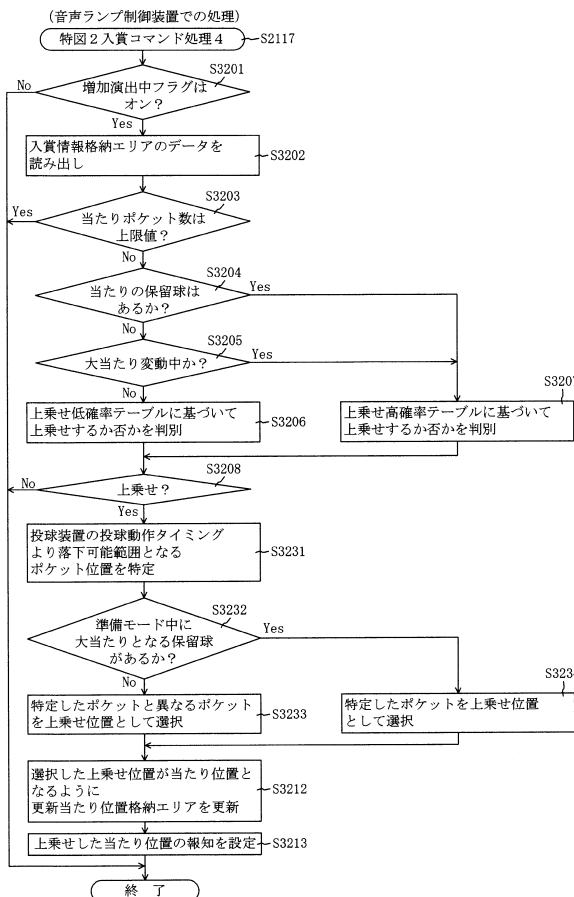 (音声ランプ制御装置での処理)
特図２入賞コマンド処理４
S2117
S3201
増加演出中フラグは
オン？
No
Yes
入賞情報格納エリアのデータを
読み出し
S3202
S3203
当たりポケット数は
上限値？
Yes
No
S3204
当たりの保留球は
あるか？
Yes
No
S3205
大当たり変動中か？
Yes
No
上乗せ低確率テーブルに基づいて
上乗せするか否かを判別
S3206
S3207
上乗せ高確率テーブルに基づいて
上乗せするか否かを判別
S3208
上乗せ？
No
Yes
投球装置の投球動作タイミング
より落下可能範囲となる
ポケット位置を特定
S3231
S3232
準備モード中に
大当たりとなる保留球
があるか？
Yes
No
特定したポケットと異なるポケット
を上乗せ位置として選択
S3233
特定したポケットを上乗せ位置
として選択
選択した上乗せ位置が当たり位置と
なるように
更新当たり位置格納エリアを更新
S3212
上乗せした当たり位置の報知を設定
S3213
終 了